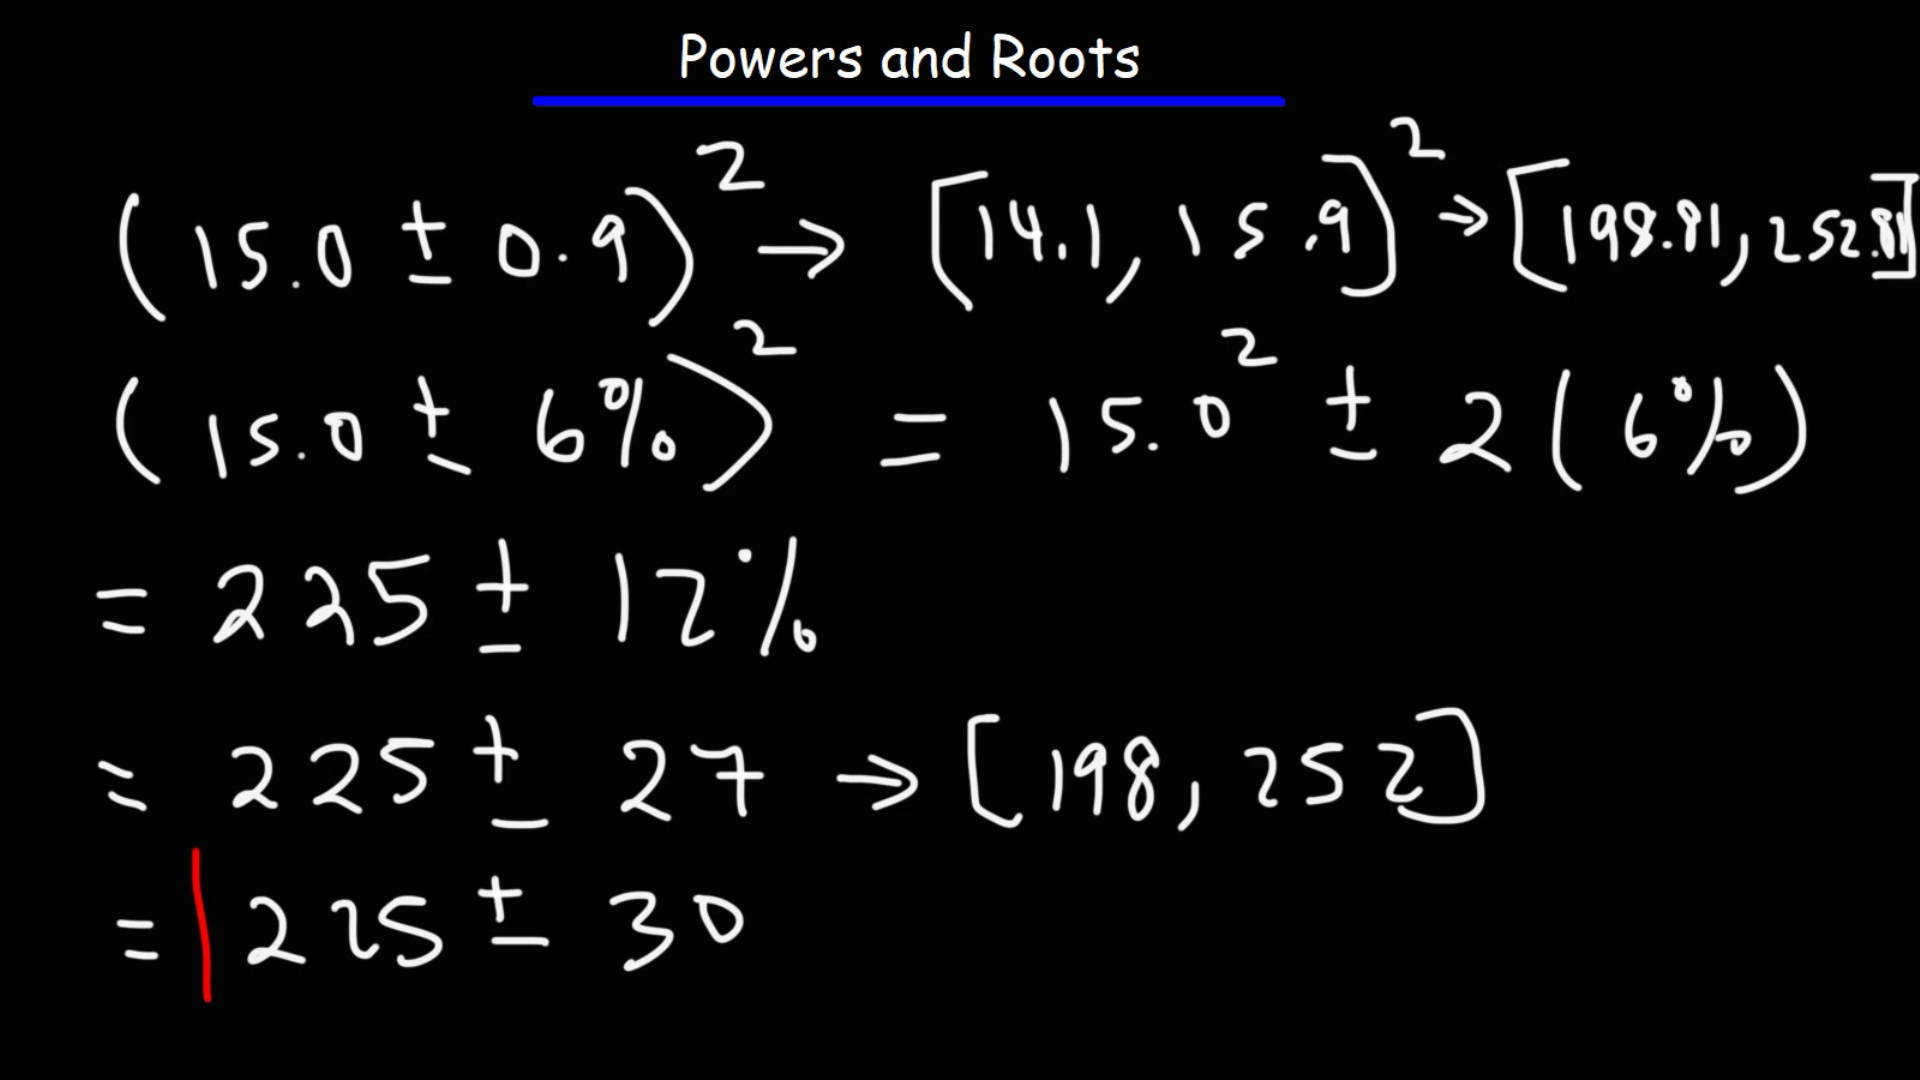 Powers and Roots
(15.0 ± 0.9)² → [14.1, 15.9]² → [198.81, 252.81]
(15.0 ± 6%)² = 15.0² ± 2(6%)
= 225 ± 12%
= 225 ± 27 → [198, 252]
= 225 ± 30